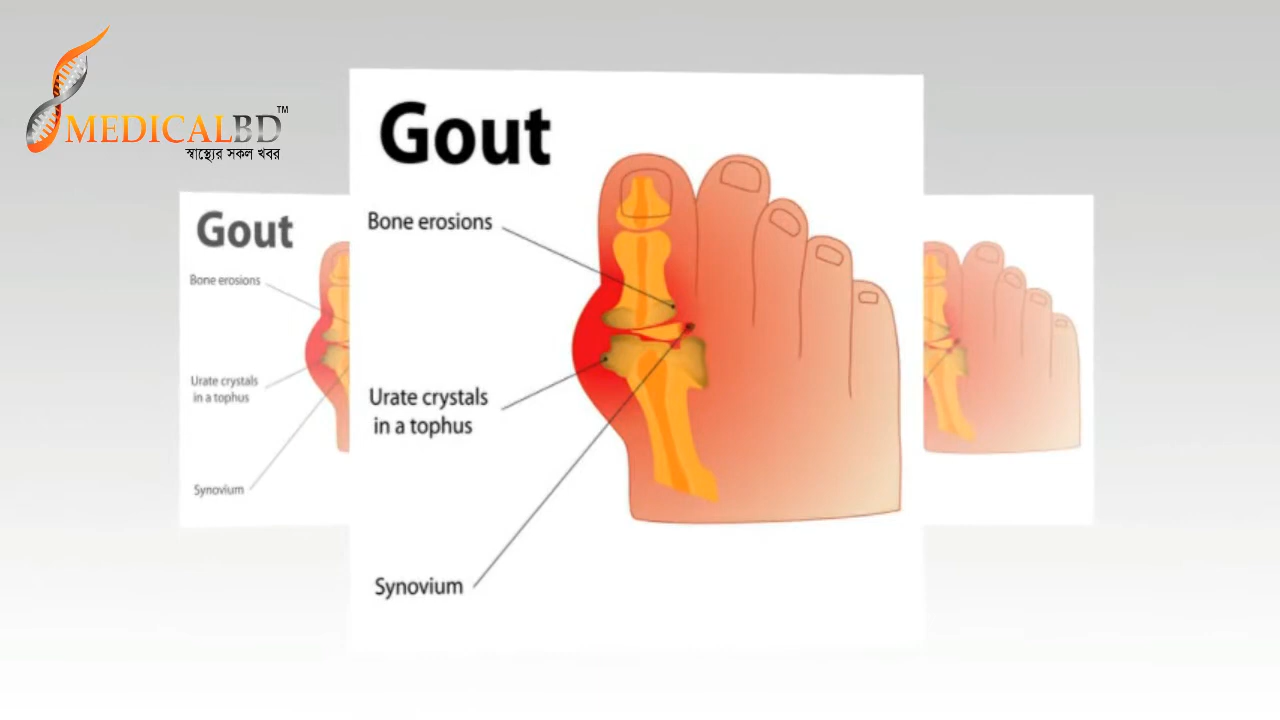 MEDICALBD™
স্বাস্থ্যের সকল খবর
Gout
Bone erosions
Urate crystals
in a tophus
Synovium
Gout
Bone erosions
Urate crystals
in a tophus
Synovium